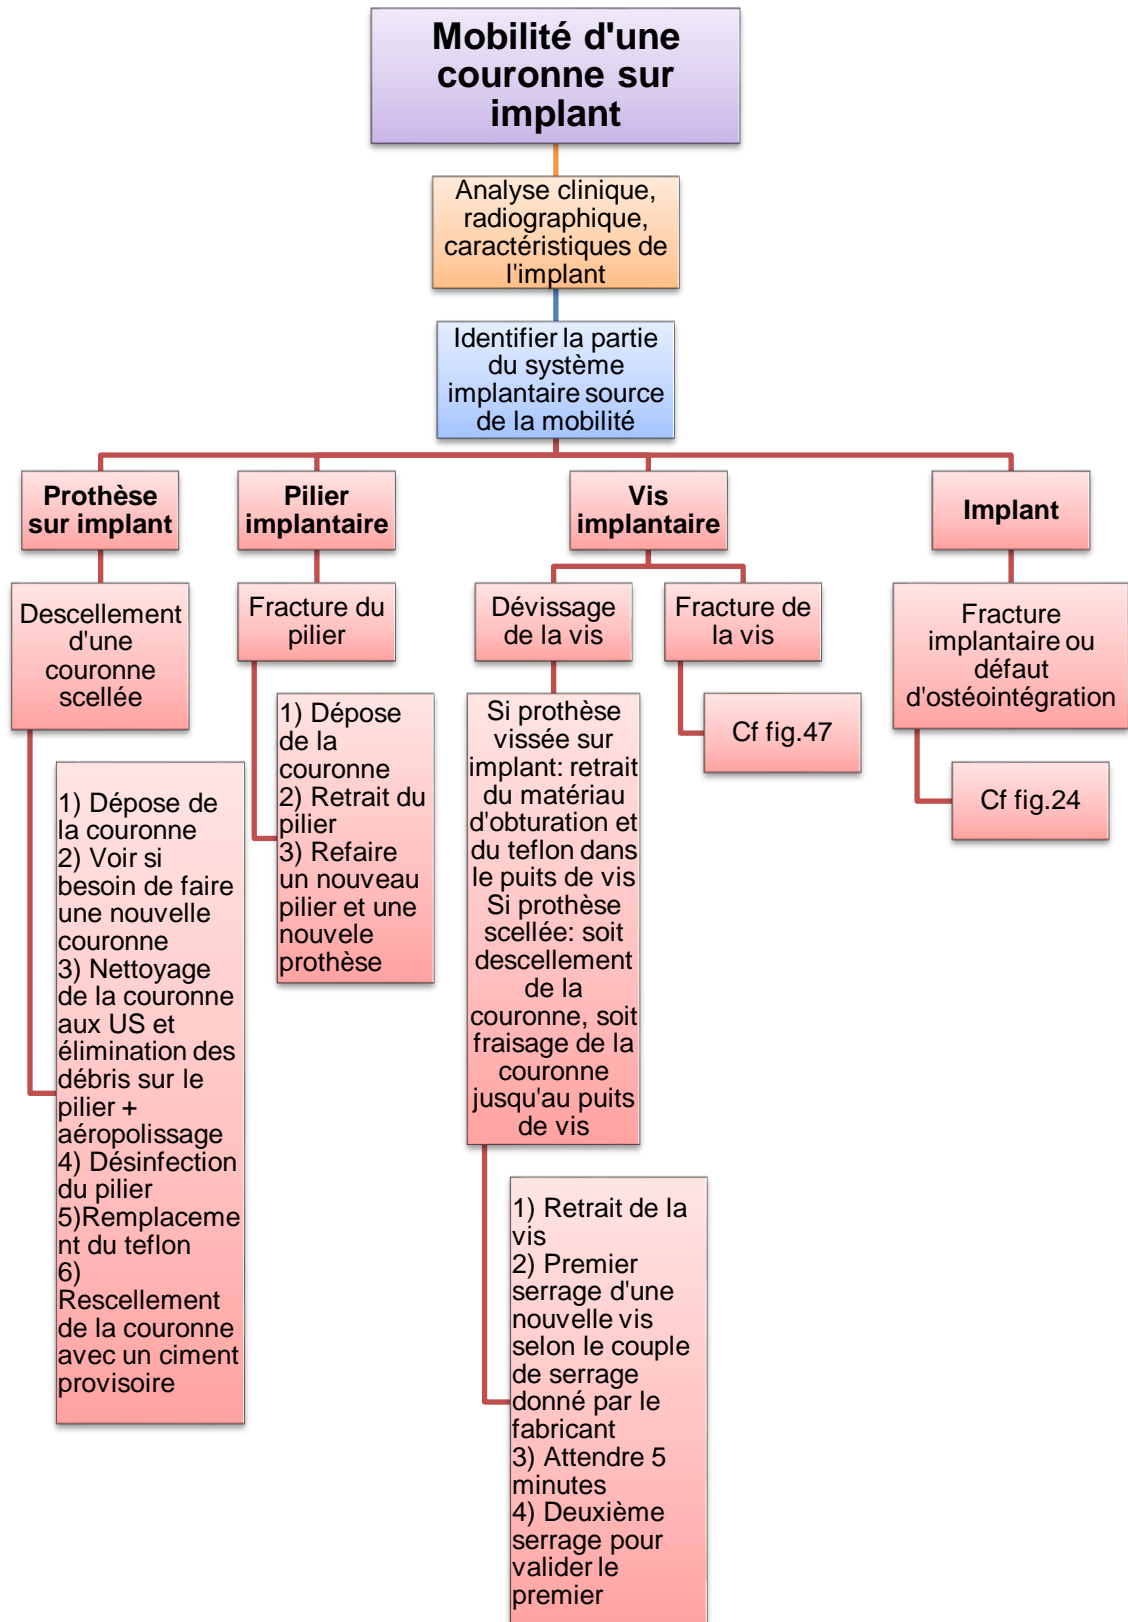 Mobilité d'une
couronne sur
implant
Analyse clinique,
radiographique,
caractéristiques de
l'implant
Identifier la partie
du système
implantaire source
de la mobilité
Prothèse
sur implant
Descellement
d'une
couronne
scellée
1) Dépose de
la couronne
2) Voir si
besoin de faire
une nouvelle
couronne
3) Nettoyage
de la couronne
aux US et
élimination des
débris sur le
pilier +
aéropolissage
4) Désinfection
du pilier
5)Remplaceme
nt du teflon
6)
Rescellement
de la couronne
avec un ciment
provisoire
Pilier
implantaire
Fracture du
pilier
1) Dépose
de la
couronne
2) Retrait du
pilier
3) Refaire
un nouveau
pilier et une
nouvele
prothèse
Vis
implantaire
Dévissage
de la vis
Si prothèse
vissée sur
implant: retrait
du matériau
d'obturation et
du teflon dans
le puits de vis
Si prothèse
scellée: soit
descellement
de la
couronne, soit
fraisage de la
couronne
jusqu'au puits
de vis
1) Retrait de la
vis
2) Premier
serrage d'une
nouvelle vis
selon le couple
de serrage
donné par le
fabricant
3) Attendre 5
minutes
4) Deuxième
serrage pour
valider le
premier
Fracture de
la vis
Cf fig.47
Implant
Fracture
implantaire ou
défaut
d'ostéointégration
Cf fig.24